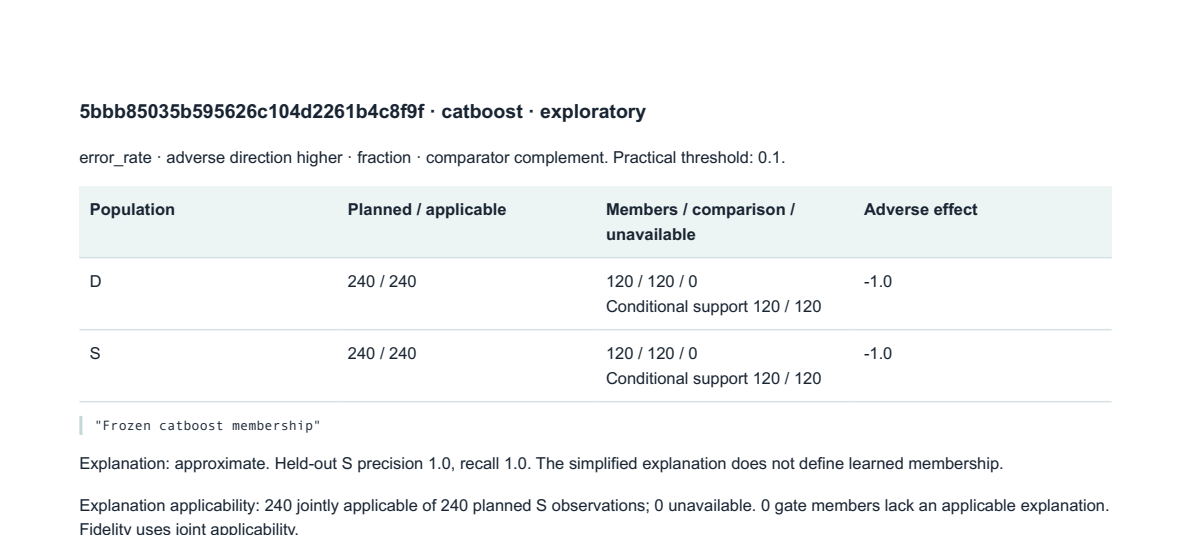 5bbb85035b595626c104d2261b4c8f9f · catboost · exploratory
error_rate · adverse direction higher · fraction · comparator complement. Practical threshold: 0.1.
Population Planned / applicable Members / comparison / unavailable Adverse effect
D 240 / 240 120 / 120 / 0 -1.0
Conditional support 120 / 120
S 240 / 240 120 / 120 / 0 -1.0
Conditional support 120 / 120
"Frozen catboost membership"
Explanation: approximate. Held-out S precision 1.0, recall 1.0. The simplified explanation does not define learned membership.
Explanation applicability: 240 jointly applicable of 240 planned S observations; 0 unavailable. 0 gate members lack an applicable explanation.
Fidelity uses joint applicability.